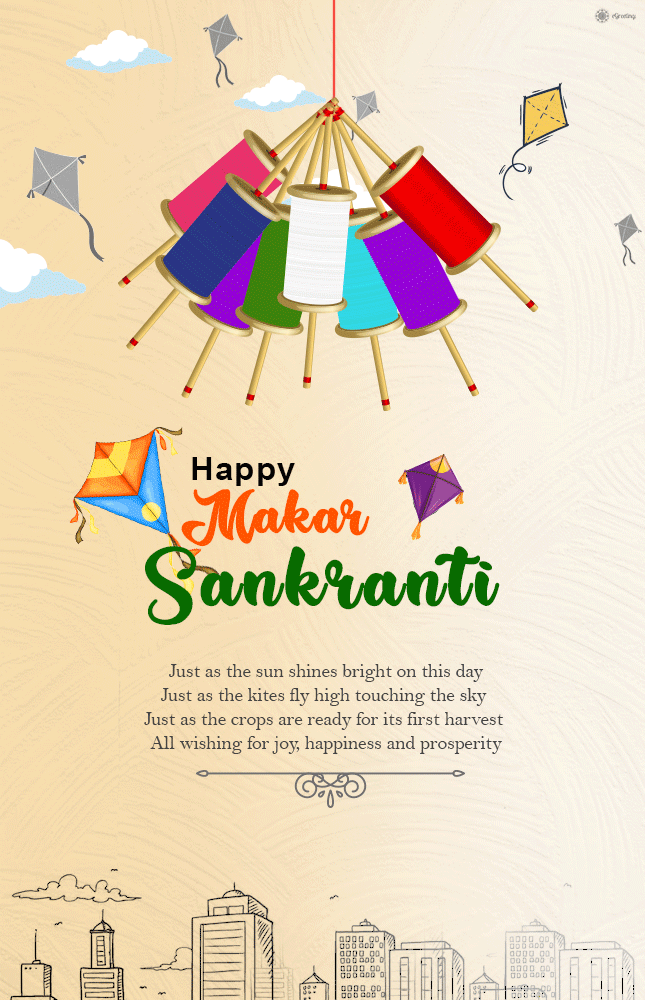 eGreeting
Happy
Makar
Sankranti
Just as the sun shines bright on this day
Just as the kites fly high touching the sky
Just as the crops are ready for its first harvest
All wishing for joy, happiness and prosperity